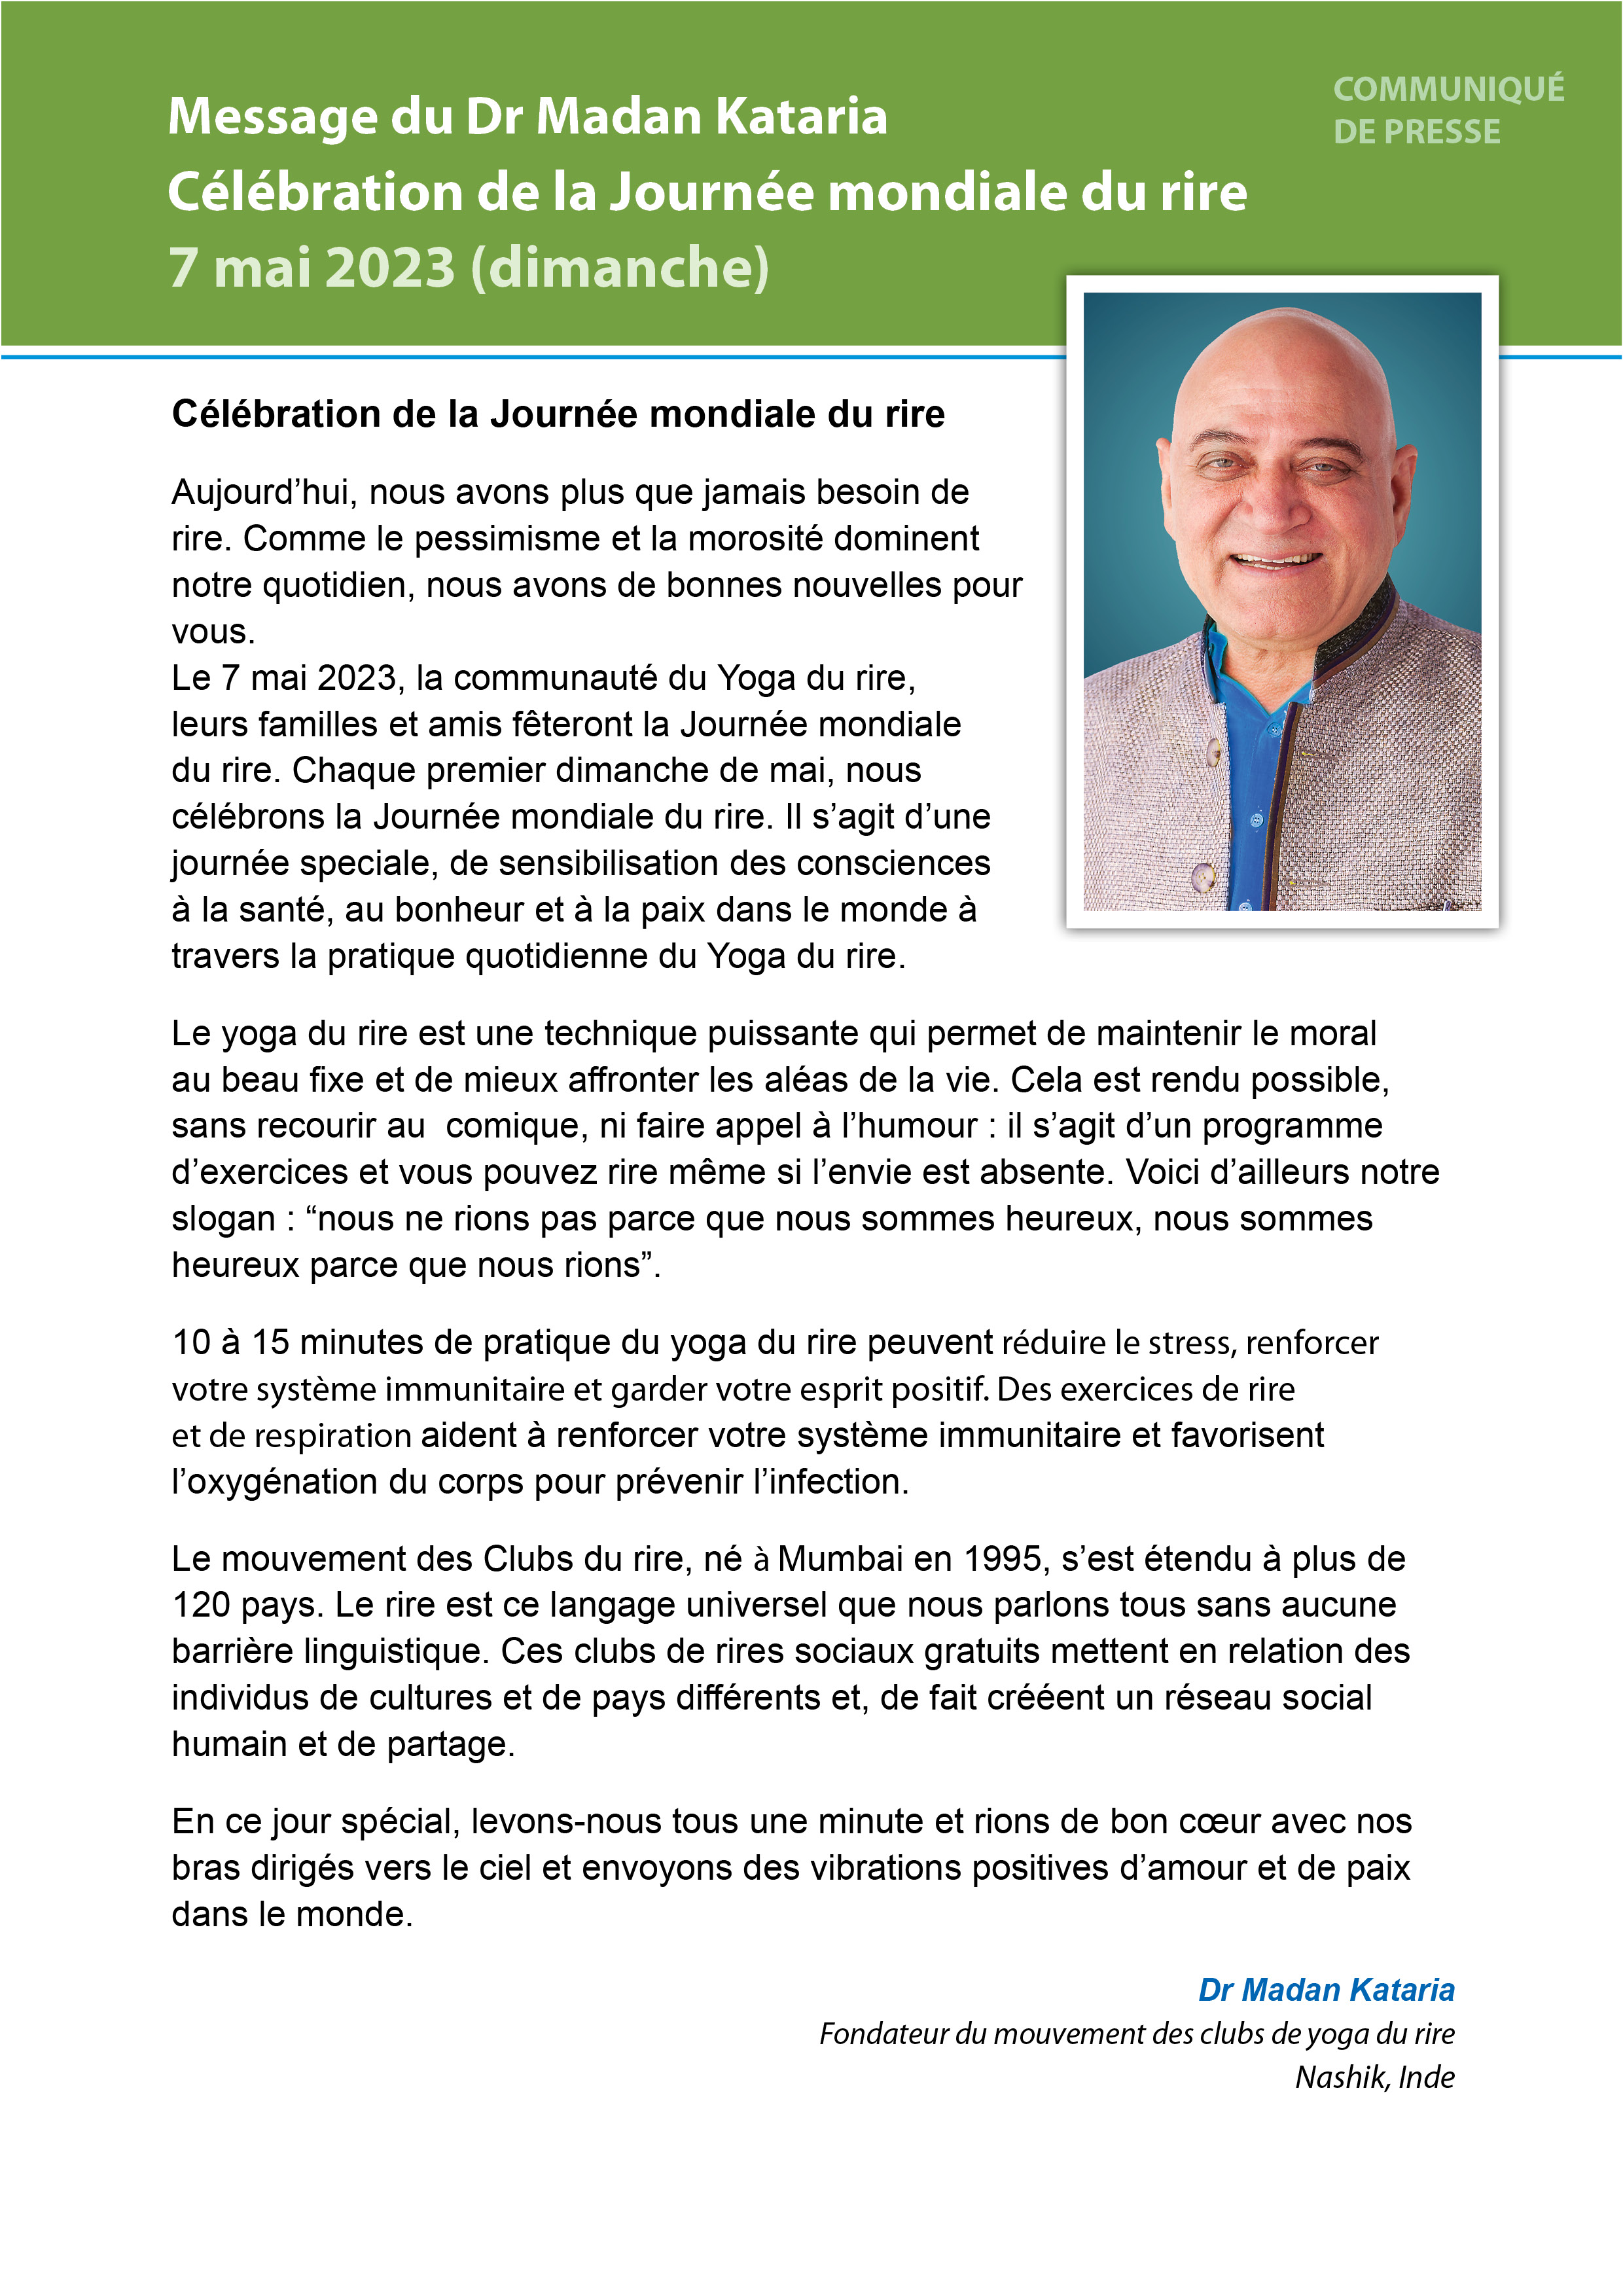 Message du Dr Madan Kataria
Célébration de la Journée mondiale du rire
7 mai 2023 (dimanche)
COMMUNIQUÉ
DE PRESSE
Célébration de la Journée mondiale du rire
Aujourd’hui, nous avons plus que jamais besoin de
rire. Comme le pessimisme et la morosité dominent
notre quotidien, nous avons de bonnes nouvelles pour
vous.
Le 7 mai 2023, la communauté du Yoga du rire,
leurs familles et amis fêteront la Journée mondiale
du rire. Chaque premier dimanche de mai, nous
célébrons la Journée mondiale du rire. Il s’agit d’une
journée speciale, de sensibilisation des consciences
à la santé, au bonheur et à la paix dans le monde à
travers la pratique quotidienne du Yoga du rire.
Le yoga du rire est une technique puissante qui permet de maintenir le moral
au beau fixe et de mieux affronter les aléas de la vie. Cela est rendu possible,
sans recourir au  comique, ni faire appel à l’humour : il s’agit d’un programme
d’exercices et vous pouvez rire même si l’envie est absente. Voici d’ailleurs notre
slogan : “nous ne rions pas parce que nous sommes heureux, nous sommes
heureux parce que nous rions”.
10 à 15 minutes de pratique du yoga du rire peuvent réduire le stress, renforcer
votre système immunitaire et garder votre esprit positif. Des exercices de rire
et de respiration aident à renforcer votre système immunitaire et favorisent
l’oxygénation du corps pour prévenir l’infection.
Le mouvement des Clubs du rire, né à Mumbai en 1995, s’est étendu à plus de
120 pays. Le rire est ce langage universel que nous parlons tous sans aucune
barrière linguistique. Ces clubs de rires sociaux gratuits mettent en relation des
individus de cultures et de pays différents et, de fait crééent un réseau social
humain et de partage.
En ce jour spécial, levons-nous tous une minute et rions de bon cœur avec nos
bras dirigés vers le ciel et envoyons des vibrations positives d’amour et de paix
dans le monde.
Dr Madan Kataria
Fondateur du mouvement des clubs de yoga du rire
Nashik, Inde